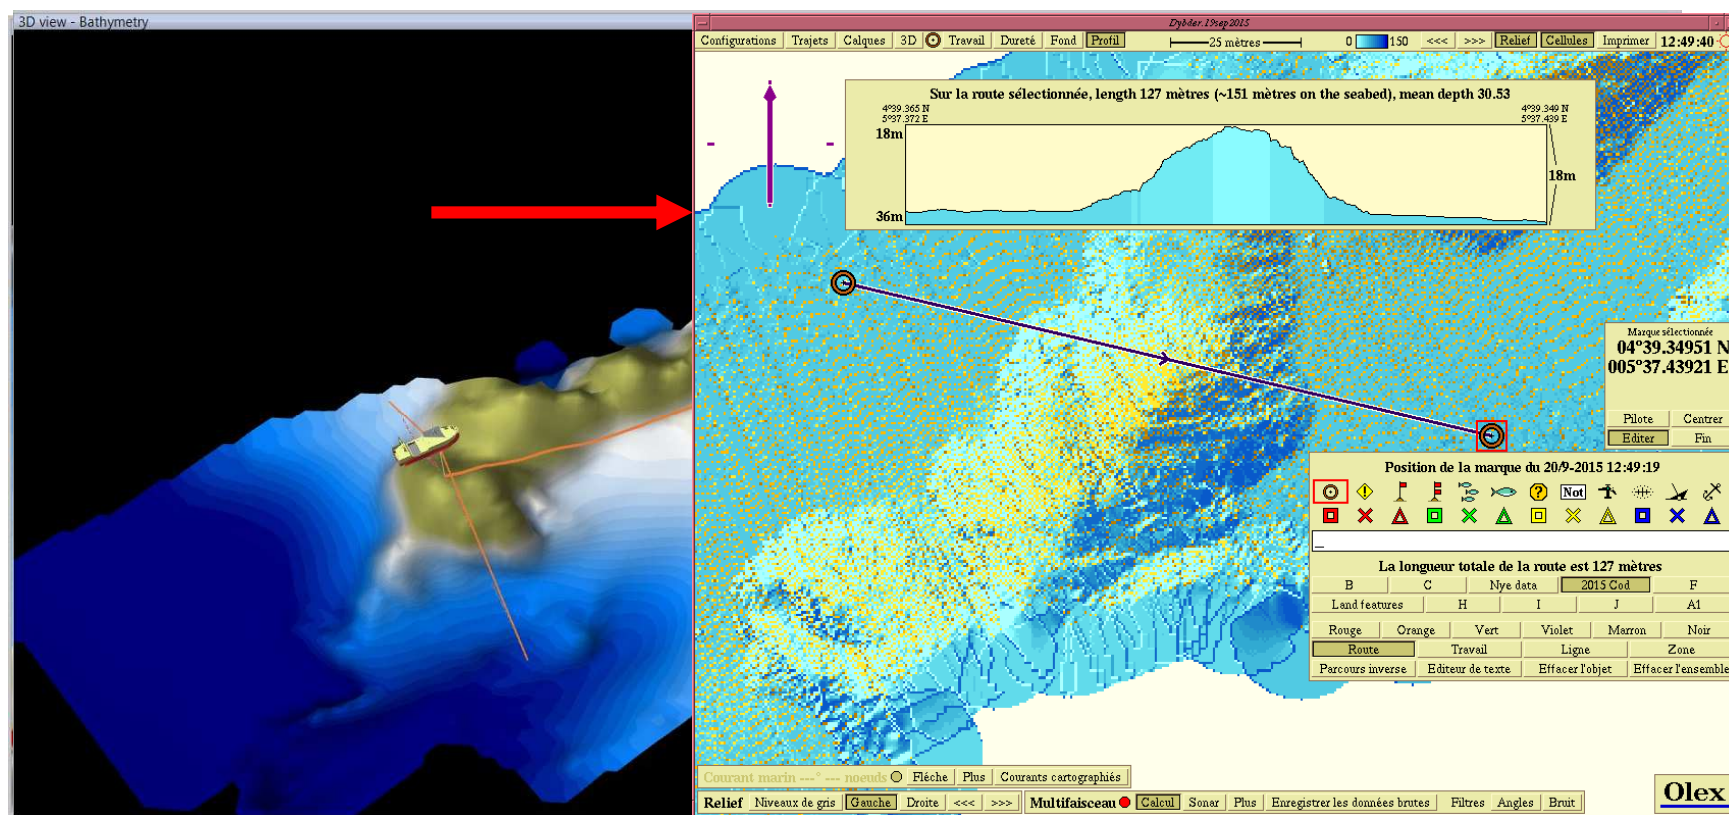 3D view - Bathymetry
Dybder.19sep2015
Configurations Trajets Calques 3D Travail Dureté Fond Profil 25 mètres 0 150 <<< >>> Relief Cellules Imprimer 12:49:40
Sur la route sélectionnée, length 127 mètres (~151 mètres on the seabed), mean depth 30.53
4°39.365 N 4°39.349 N
5°37.372 E 5°37.439 E
18m
18m
36m
Marque sélectionnée
04°39.34951 N
005°37.43921 E
Pilote Centrer
Editer Fin
Position de la marque du 20/9-2015 12:49:19
Not
_
La longueur totale de la route est 127 mètres
B C Nye data 2015 Cod F
Land features H I J A1
Rouge Orange Vert Violet Marron Noir
Route Travail Ligne Zone
Parcours inverse Editeur de texte Effacer l'objet Effacer l'ensemble
Courant marin ---° --- noeuds Fléche Plus Courants cartographiés
Relief Niveaux de gris Gauche Droite <<< >>> Multifaisceau Calcul Sonar Plus Enregistrer les données brutes Filtres Angles Bruit
Olex